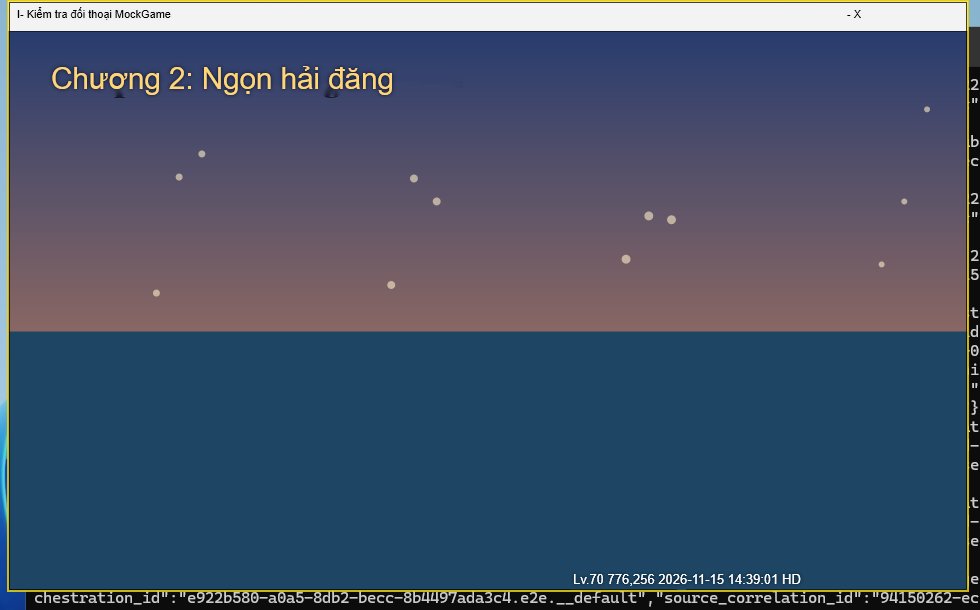 I- Kiểm tra đối thoại MockGame - X
Chương 2: Ngọn hải đăng
Lv.70 776,256 2026-11-15 14:39:01 HD
chestration_id":"e922b580-a0a5-8db2-becc-8b4497ada3c4.e2e.__default","source_correlation_id":"94150262-e